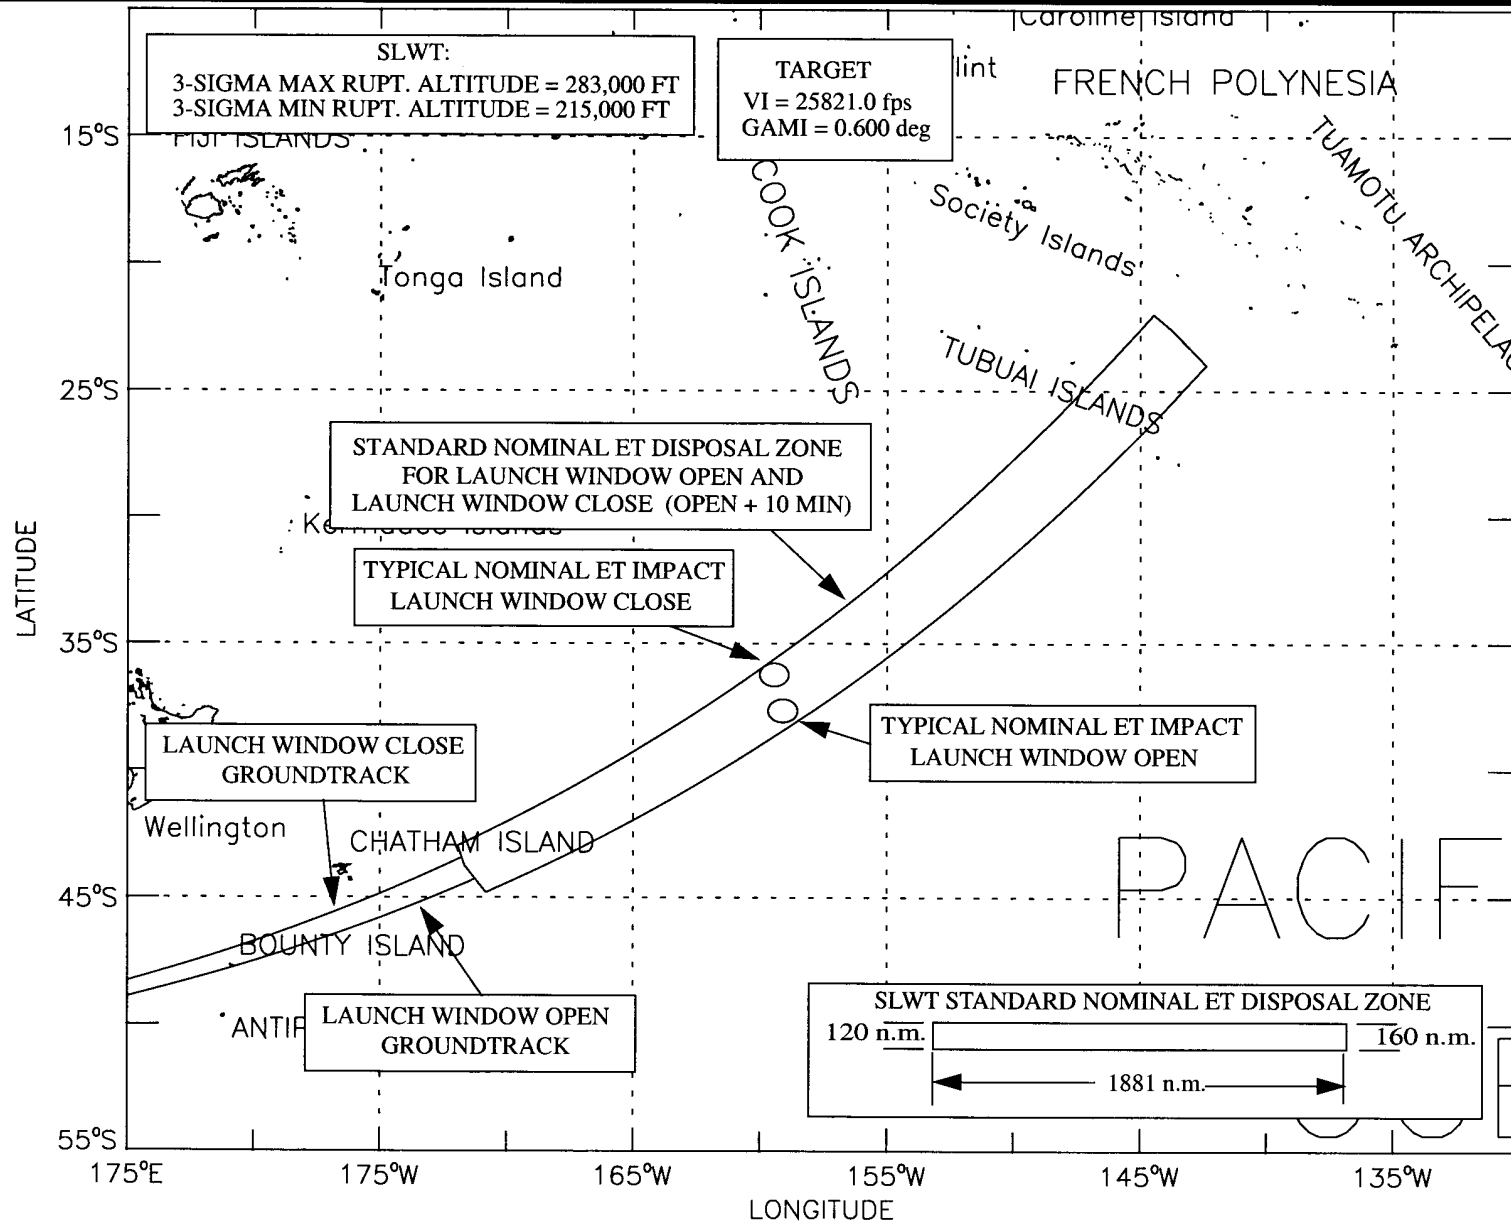 Caroline Island
SLWT:
3-SIGMA MAX RUPT. ALTITUDE = 283,000 FT
3-SIGMA MIN RUPT. ALTITUDE = 215,000 FT
TARGET
VI = 25821.0 fps
GAMI = 0.600 deg
lint
FRENCH POLYNESIA
15°S
FIJI ISLANDS
TUAMOTU ARCHIPELAG
COOK ISLANDS
Society Islands
Tonga Island
TUBUAI ISLANDS
25°S
STANDARD NOMINAL ET DISPOSAL ZONE
FOR LAUNCH WINDOW OPEN AND
LAUNCH WINDOW CLOSE (OPEN + 10 MIN)
Islands
TYPICAL NOMINAL ET IMPACT
LAUNCH WINDOW CLOSE
LATITUDE
35°S
TYPICAL NOMINAL ET IMPACT
LAUNCH WINDOW OPEN
LAUNCH WINDOW CLOSE
GROUNDTRACK
Wellington
CHATHAM ISLAND
PACIF
45°S
BOUNTY ISLAND
ANTIP
LAUNCH WINDOW OPEN
GROUNDTRACK
SLWT STANDARD NOMINAL ET DISPOSAL ZONE
120 n.m.
160 n.m.
1881 n.m.
55°S
175°E
175°W
165°W
155°W
145°W
135°W
LONGITUDE